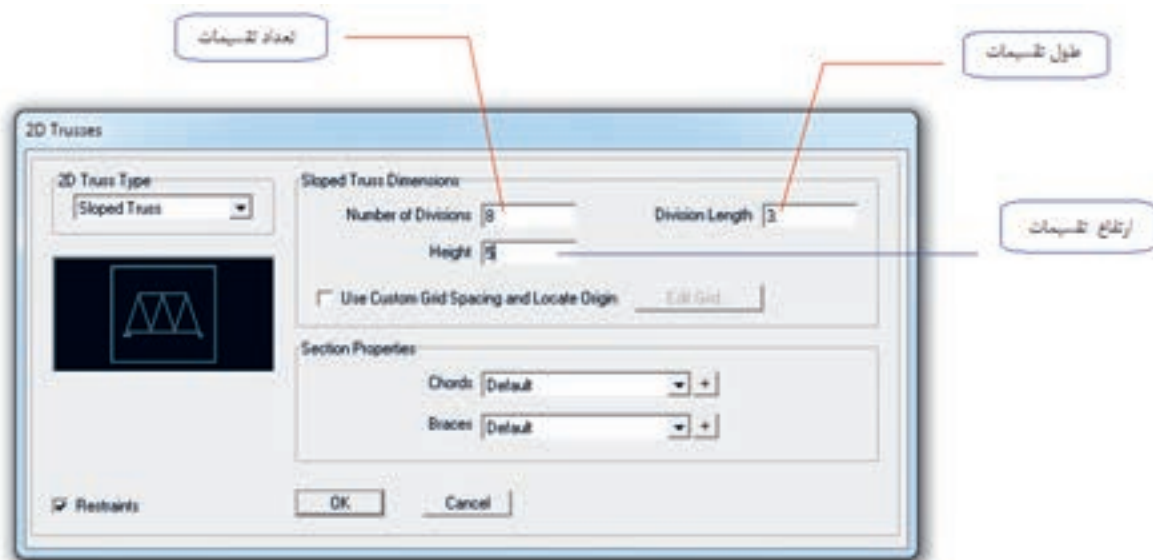 تعداد تقسیمات
طول تقسیمات
2D Trusses
2D Truss Type
Sloped Truss
Sloped Truss Dimensions
Number of Divisions 8
Division Length 3.
Height 5
ارتفاع تقسیمات
Use Custom Grid Spacing and Locate Origin
Edit Grid...
Section Properties
Chords Default +
Braces Default +
Restraints
OK
Cancel